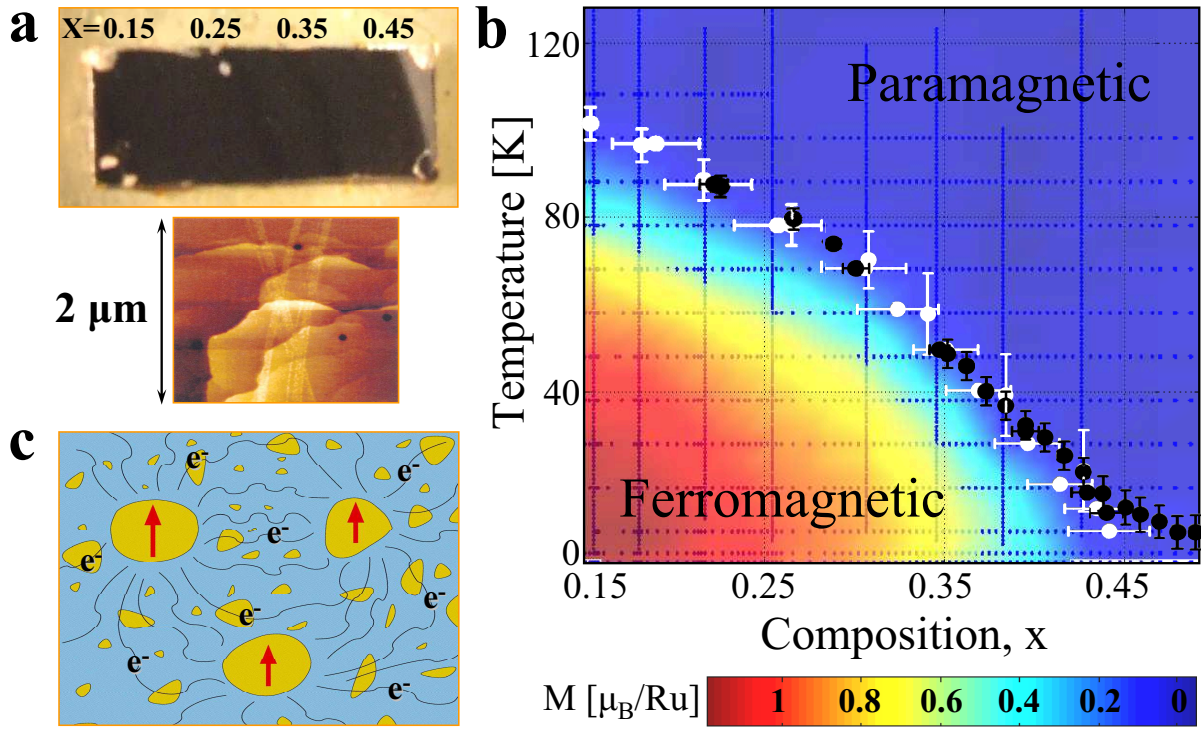 a
X=0.15 0.25 0.35 0.45
2 μm
c
e-
e-
e-
e-
e-
e-
e-
e-
b
120
80
40
0
Temperature [K]
Paramagnetic
Ferromagnetic
0.15 0.25 0.35 0.45
Composition, x
M [μB/Ru] 1 0.8 0.6 0.4 0.2 0